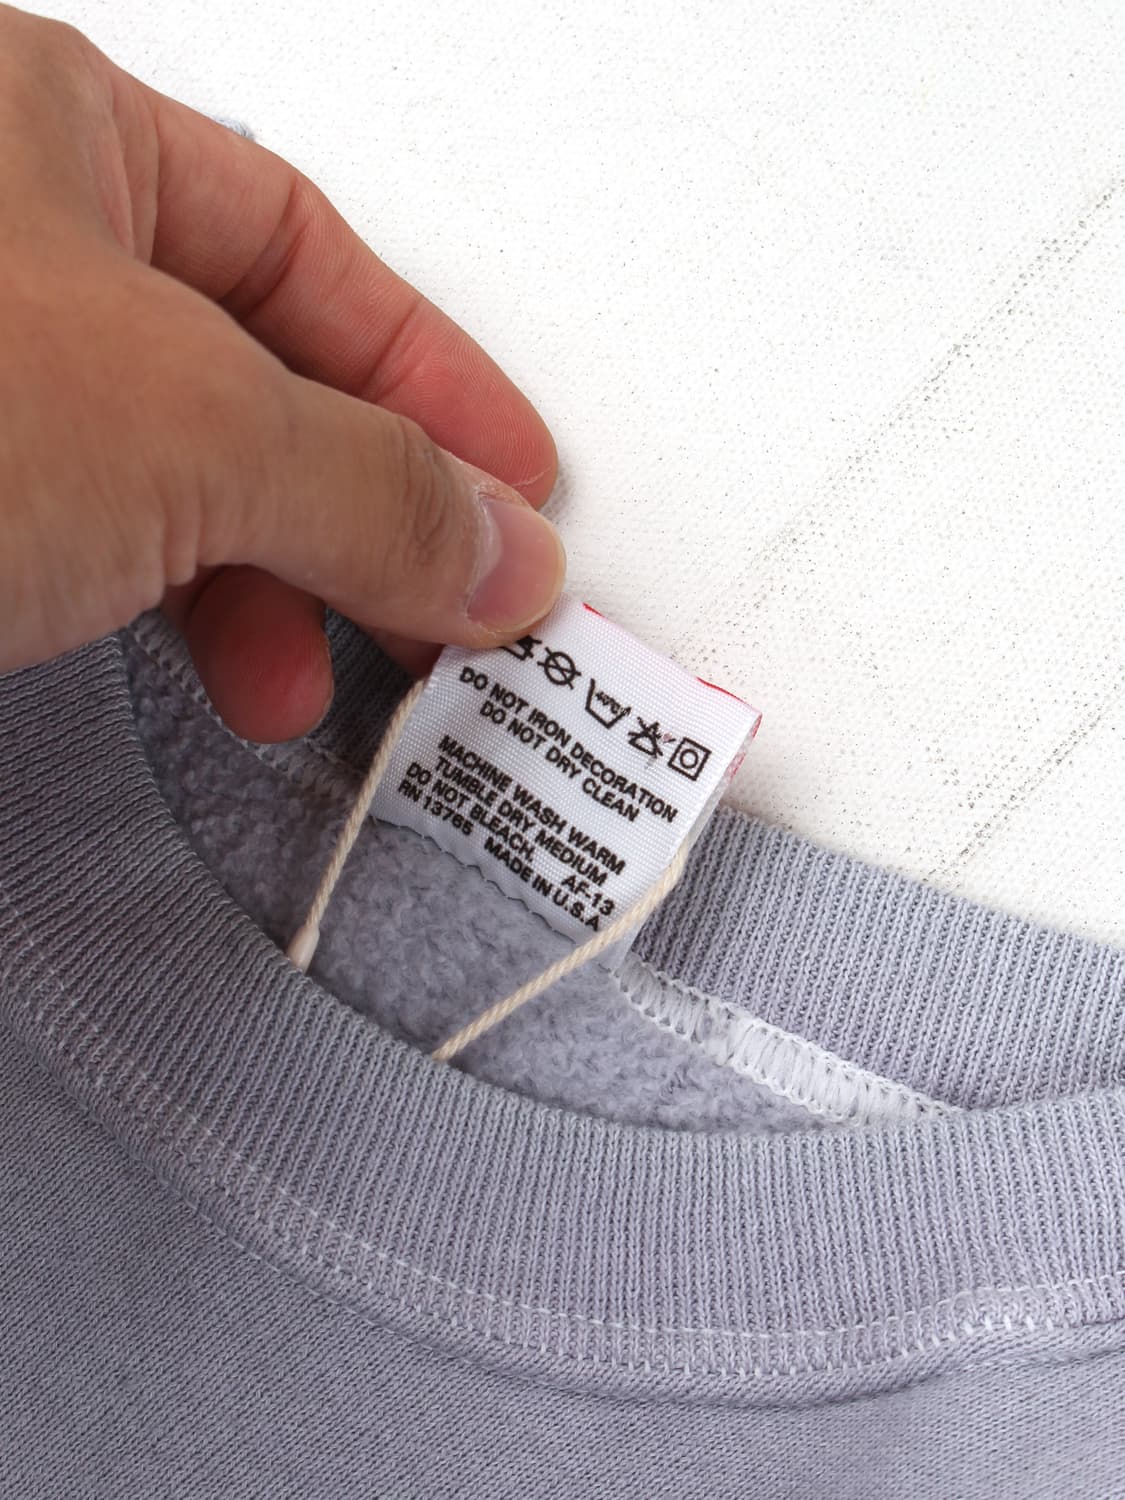 DO NOT IRON DECORATION
DO NOT DRY CLEAN
MACHINE WASH WARM
TUMBLE DRY MEDIUM
DO NOT BLEACH. AF-13
RN 13765 MADE IN U.S.A